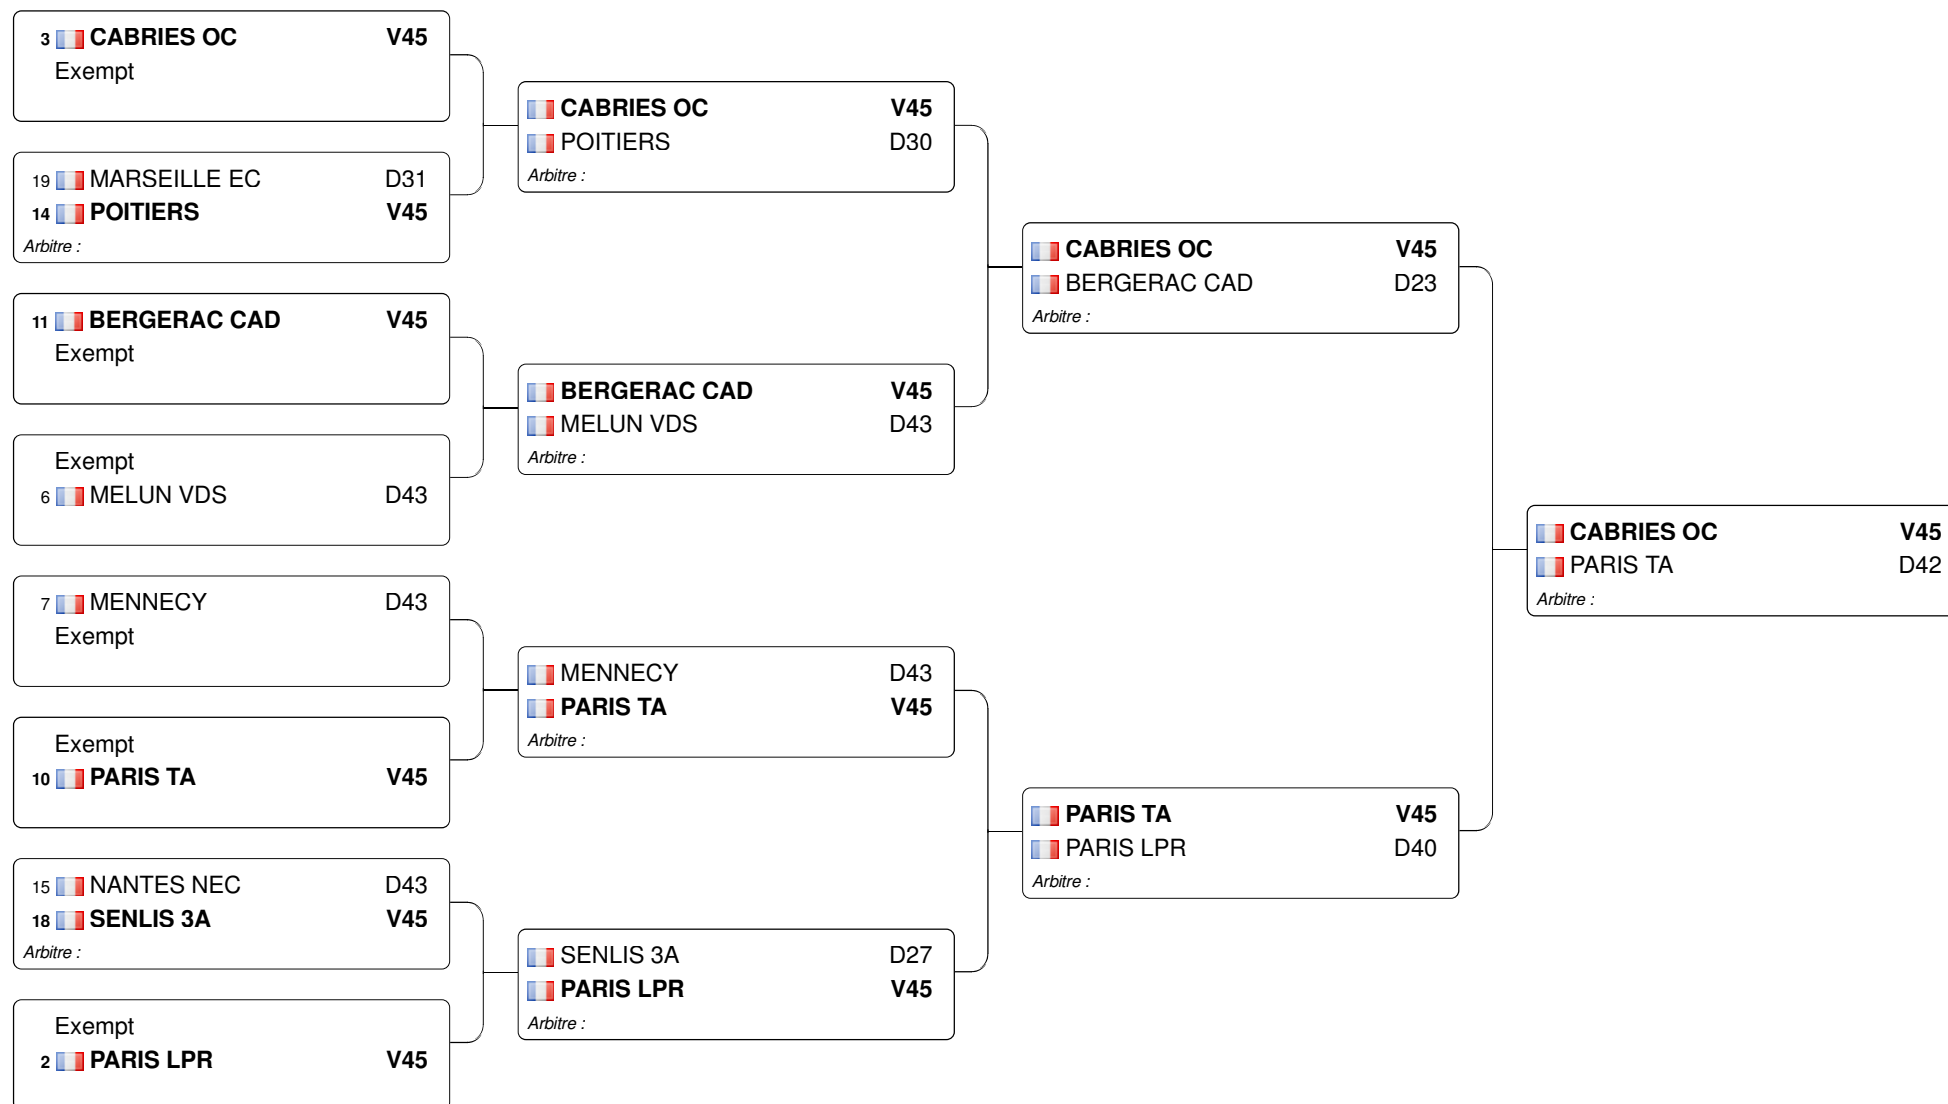 3 CABRIES OC V45
Exempt
19 MARSEILLE EC D31
14 POITIERS V45
Arbitre :
11 BERGERAC CAD V45
Exempt
Exempt
6 MELUN VDS D43
7 MENNECY D43
Exempt
Exempt
10 PARIS TA V45
15 NANTES NEC D43
18 SENLIS 3A V45
Arbitre :
Exempt
2 PARIS LPR V45
CABRIES OC V45
POITIERS D30
Arbitre :
BERGERAC CAD V45
MELUN VDS D43
Arbitre :
MENNECY D43
PARIS TA V45
Arbitre :
SENLIS 3A D27
PARIS LPR V45
Arbitre :
CABRIES OC V45
BERGERAC CAD D23
Arbitre :
PARIS TA V45
PARIS LPR D40
Arbitre :
CABRIES OC V45
PARIS TA D42
Arbitre :